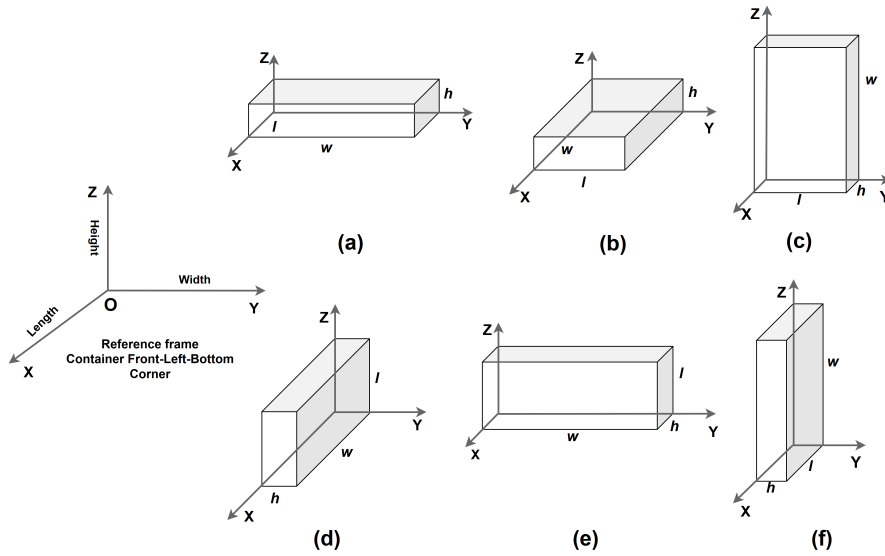 Z
h
l
Y
X
w
(a)
Z
h
Y
w
X
l
(b)
Z
w
Y
l
h
X
(c)
Z
Height
Width
O
Y
Length
X
Reference frame
Container Front-Left-Bottom
Corner
Z
l
Y
w
h
X
(d)
Z
l
Y
w
h
X
(e)
Z
w
Y
l
h
X
(f)